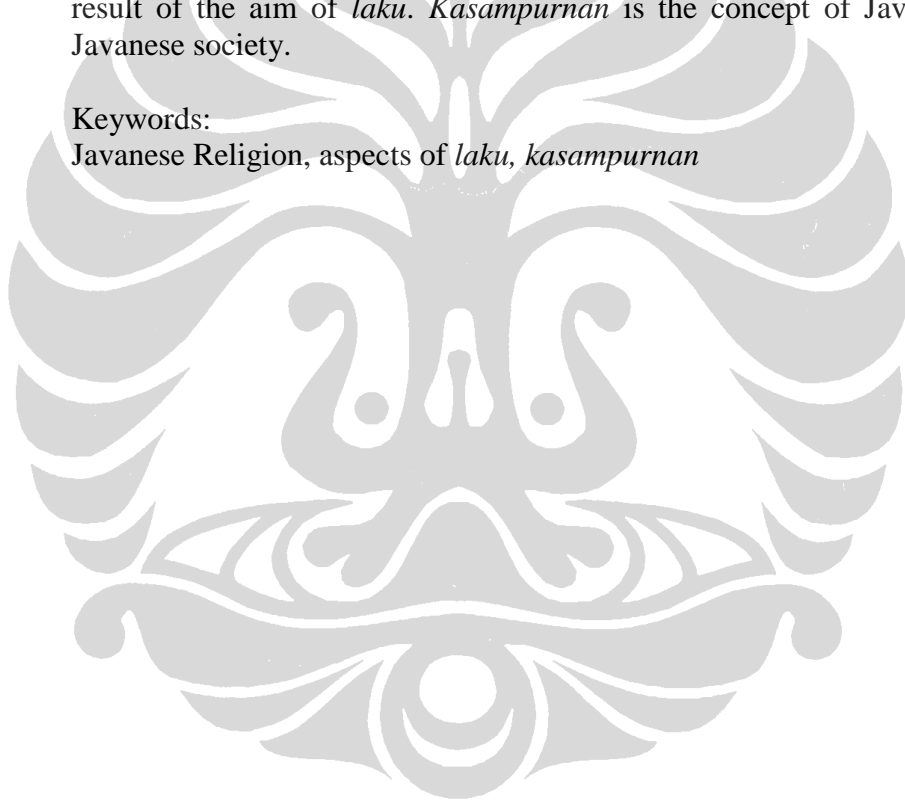 result of the aim of laku. Kasampurnan is the concept of Jav
Javanese society.
Keywords:
Javanese Religion, aspects of laku, kasampurnan